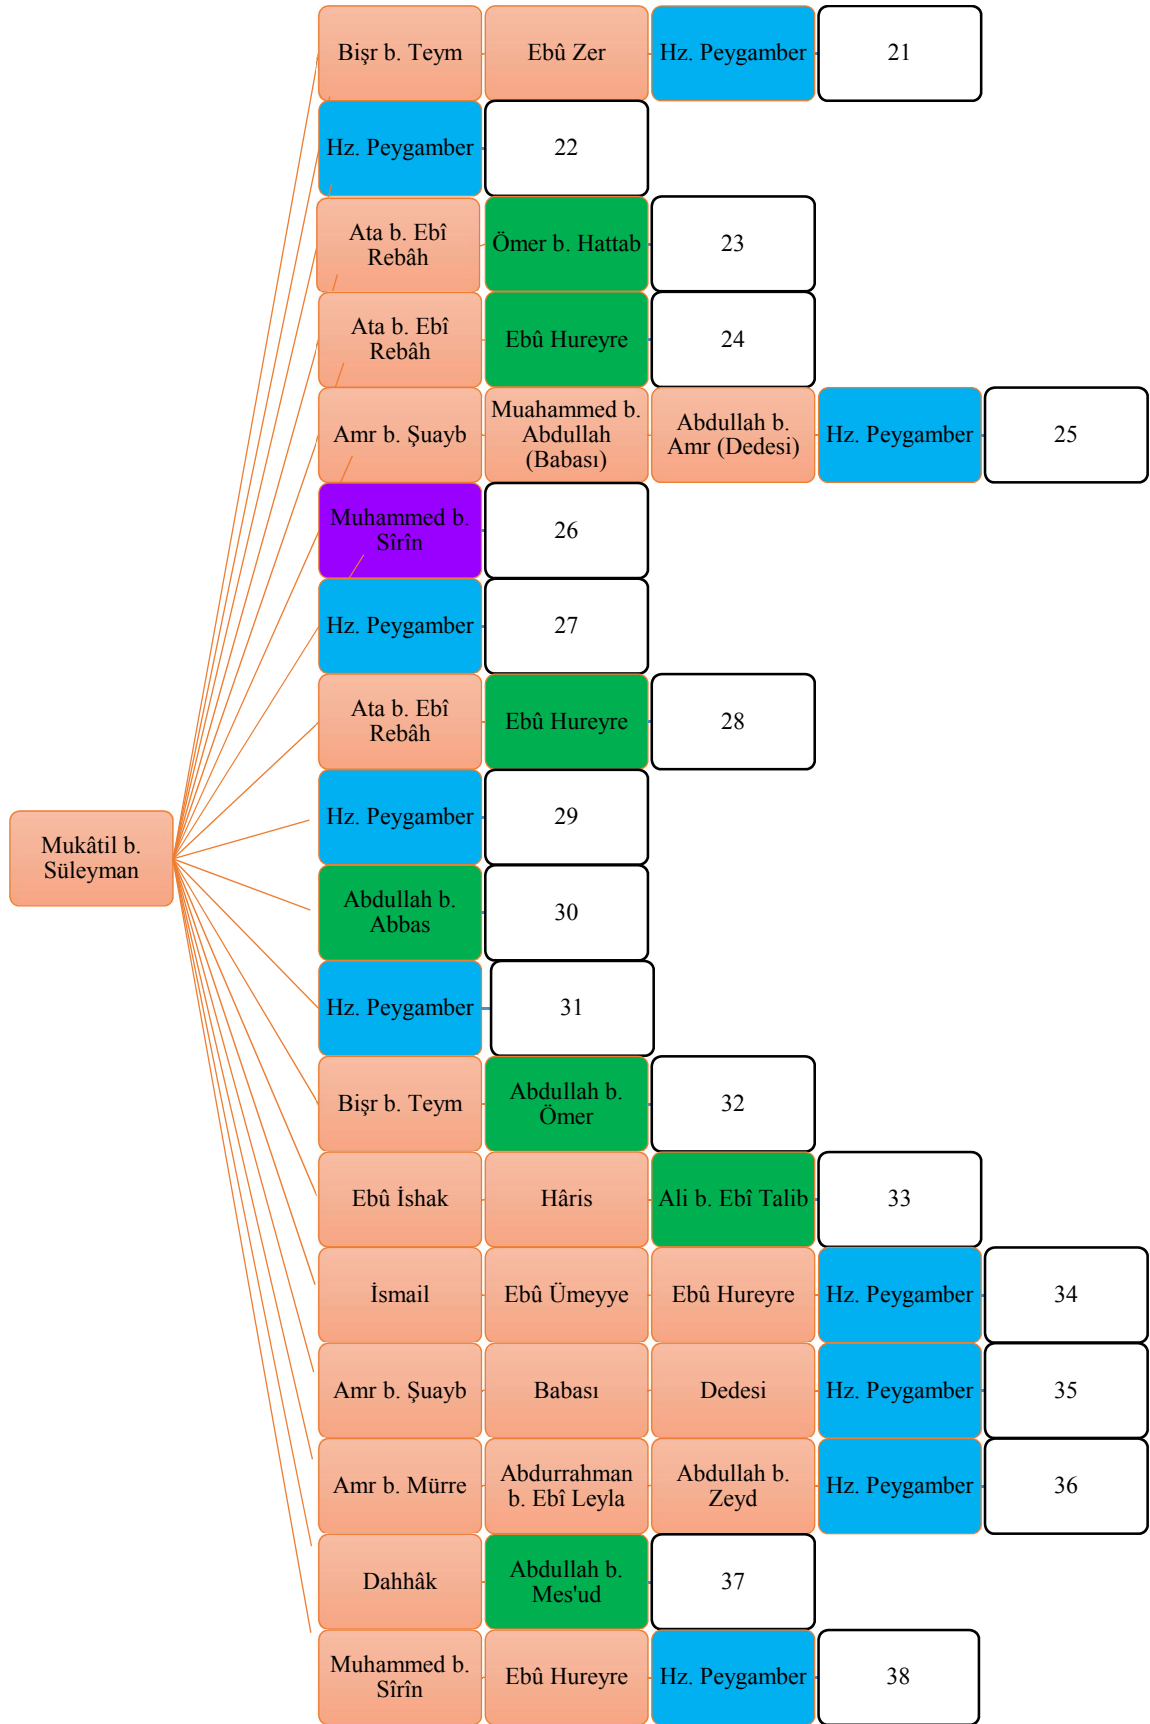 Bişr b. Teym
Ebû Zer
Hz. Peygamber
21
Hz. Peygamber
22
Ata b. Ebî
Rebâh
Ömer b. Hattab
23
Ata b. Ebî
Rebâh
Ebû Hureyre
24
Amr b. Şuayb
Muahammed b.
Abdullah
(Babası)
Abdullah b.
Amr (Dedesi)
Hz. Peygamber
25
Muhammed b.
Sîrîn
26
Hz. Peygamber
27
Ata b. Ebî
Rebâh
Ebû Hureyre
28
Hz. Peygamber
29
Mukâtil b.
Süleyman
Abdullah b.
Abbas
30
Hz. Peygamber
31
Bişr b. Teym
Abdullah b.
Ömer
32
Ebû İshak
Hâris
Ali b. Ebî Talib
33
İsmail
Ebû Ümeyye
Ebû Hureyre
Hz. Peygamber
34
Amr b. Şuayb
Babası
Dedesi
Hz. Peygamber
35
Amr b. Mürre
Abdurrahman
b. Ebî Leyla
Abdullah b.
Zeyd
Hz. Peygamber
36
Dahhâk
Abdullah b.
Mes'ud
37
Muhammed b.
Sîrîn
Ebû Hureyre
Hz. Peygamber
38